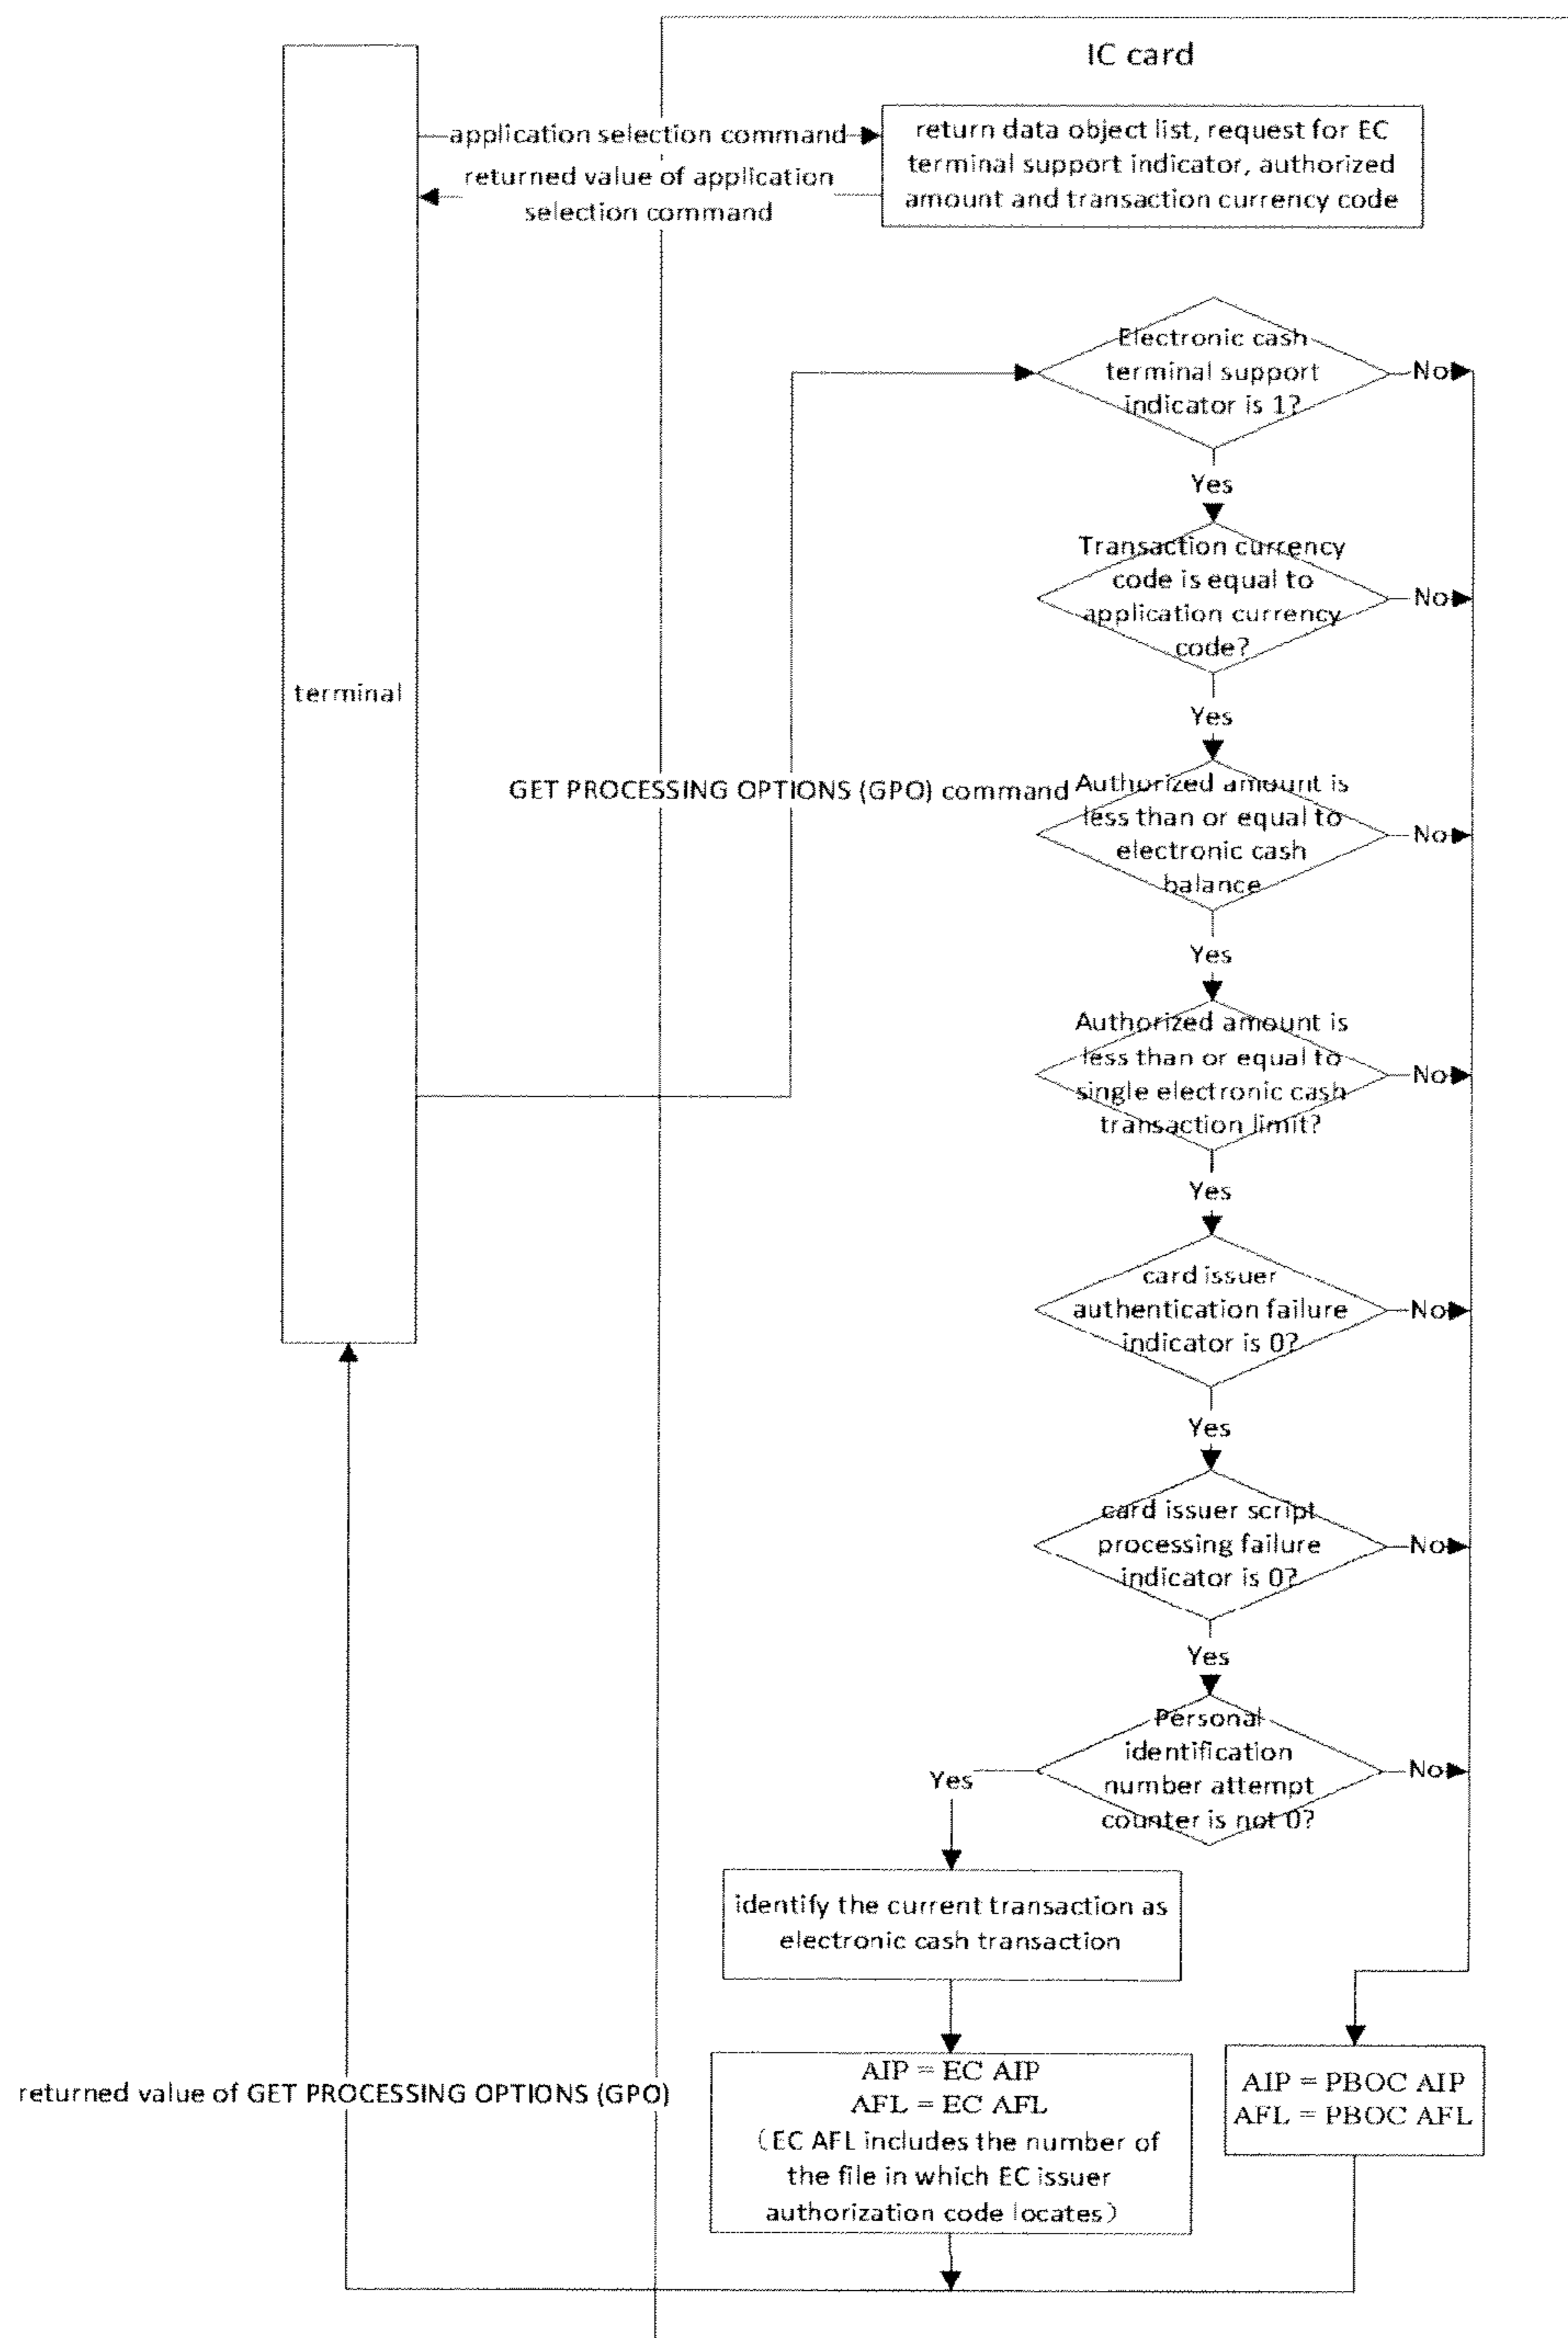 IC card
application selection command
return data object list, request for EC
terminal support indicator, authorized
amount and transaction currency code
returned value of application
selection command
Electronic cash
terminal support
indicator is 1?
No
Yes
Transaction currency
code is equal to
application currency
code?
No
terminal
Yes
GET PROCESSING OPTIONS (GPO) command
Authorized amount is
less than or equal to
electronic cash
balance
No
Yes
Authorized amount is
less than or equal to
single electronic cash
transaction limit?
No
Yes
card issuer
authentication failure
indicator is 0?
No
Yes
card issuer script
processing failure
indicator is 0?
No
Yes
Personal
identification
number attempt
counter is not 0?
No
Yes
identify the current transaction as
electronic cash transaction
returned value of GET PROCESSING OPTIONS (GPO)
AIP = EC AIP
AFL = EC AFL
(EC AFL includes the number of
the file in which EC issuer
authorization code locates)
AIP = PBOC AIP
AFL = PBOC AFL